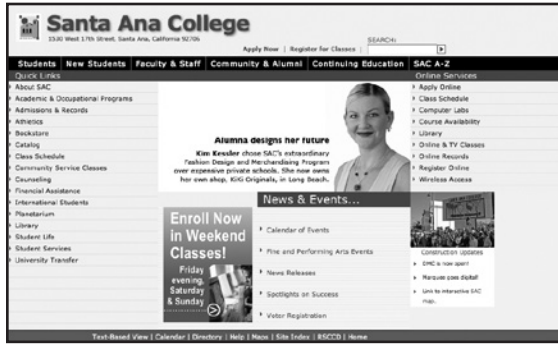 Santa Ana College
1530 West 17th Street, Santa Ana, California 92706
SEARCH:
Apply Now | Register for Classes |
Students New Students Faculty & Staff Community & Alumni Continuing Education SAC A-Z
Quick Links
About SAC
Academic & Occupational Programs
Admissions & Records
Athletics
Bookstore
Catalog
Class Schedule
Community Service Classes
Counseling
Financial Assistance
International Students
Planetarium
Library
Student Life
Student Services
University Transfer
Alumna designs her future
Kim Kessler chose SAC's extraordinary
Fashion Design and Merchandising Program
over expensive private schools. She now owns
her own shop, KiG Originals, in Long Beach.
Enroll Now
in Weekend
Classes!
Friday
evening,
Saturday
& Sunday
News & Events...
Calendar of Events
Fine and Performing Arts Events
News Releases
Spotlights on Success
Voter Registration
Online Services
Apply Online
Class Schedule
Computer Labs
Course Availability
Library
Online & TV Classes
Online Records
Register Online
Wireless Access
Construction Updates
DMC is now open!
Marquee goes digital!
Link to interactive SAC
map.
Text-Based View | Calendar | Directory | Help | Maps | Site Index | RSCCD | Home